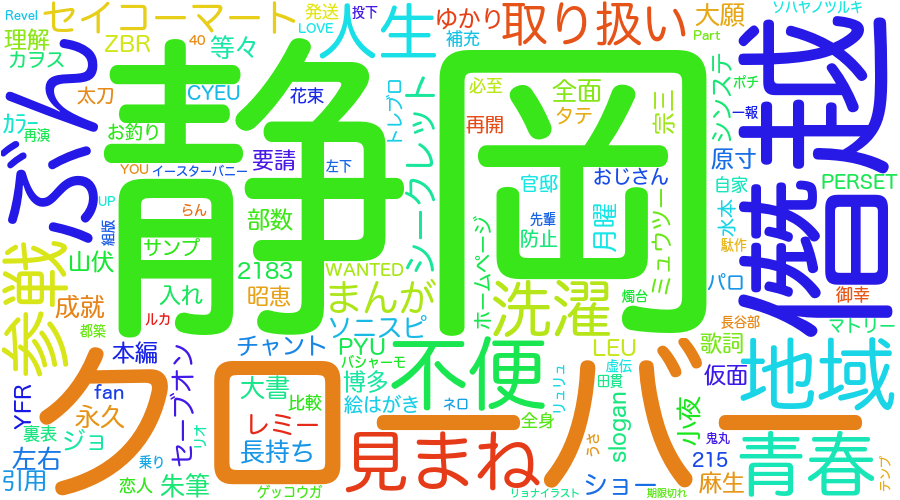 Revel
セイコーマート
発送
投下
LOVE
人生
ゆかり
補充
取り扱い
大願
Part
ソハヤノツルキ
理解
ZBR
40
等々
カヲス
太刀
CYEU
花束
トレプロ
必至
全面
タテ
宗三
シンステ
ポチ
一報
僭越
ぶん
静岡
カラー
再演
お釣り
要請
シークレット
再開
原寸
YOU
イースターバニー
左下
官邸
おじさん
自家
PERSET
UP
らん
部数
先輩
月曜
ミュウツー
水本
組版
サンプ
防止
駄作
参戦
山伏
2183
WANTED
ホームページ
燭台
パロ
御幸
成就
入れ
昭恵
まんが
洗濯
長谷部
都築
ルカ
ソニスピ
マトリー
本編
セーブオン
チャント
PYU
バシャーモ
不便
LEU
歌詞
地域
クロバー
YFR
fan
大書
比較
博多
虚伝
田貫
仮面
永久
絵はがき
ネロ
リュリュ
slogan
小夜
裏表
ジョ
リオ
レミー
見まね
全身
うさ
鬼丸
青春
左右
乗り
長持ち
215
引用
恋人
朱筆
ゲッコウガ
リョナイラスト
ショー
期限切れ
麻生
テンプ